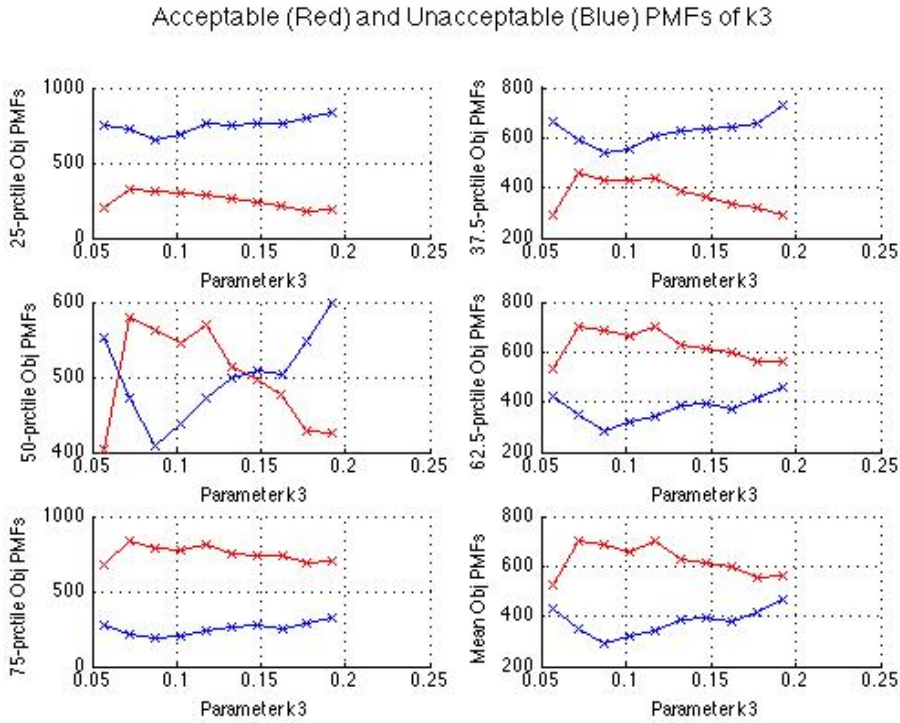 Acceptable (Red) and Unacceptable (Blue) PMFs of k3
25-prctile Obj PMFs
1000
500
0
0.05 0.1 0.15 0.2 0.25
Parameter k3
37.5-prctile Obj PMFs
800
600
400
200
0.05 0.1 0.15 0.2 0.25
Parameter k3
50-prctile Obj PMFs
600
500
400
0.05 0.1 0.15 0.2 0.25
Parameter k3
62.5-prctile Obj PMFs
800
600
400
200
0.05 0.1 0.15 0.2 0.25
Parameter k3
75-prctile Obj PMFs
1000
500
0
0.05 0.1 0.15 0.2 0.25
Parameter k3
Mean Obj PMFs
800
600
400
200
0.05 0.1 0.15 0.2 0.25
Parameter k3